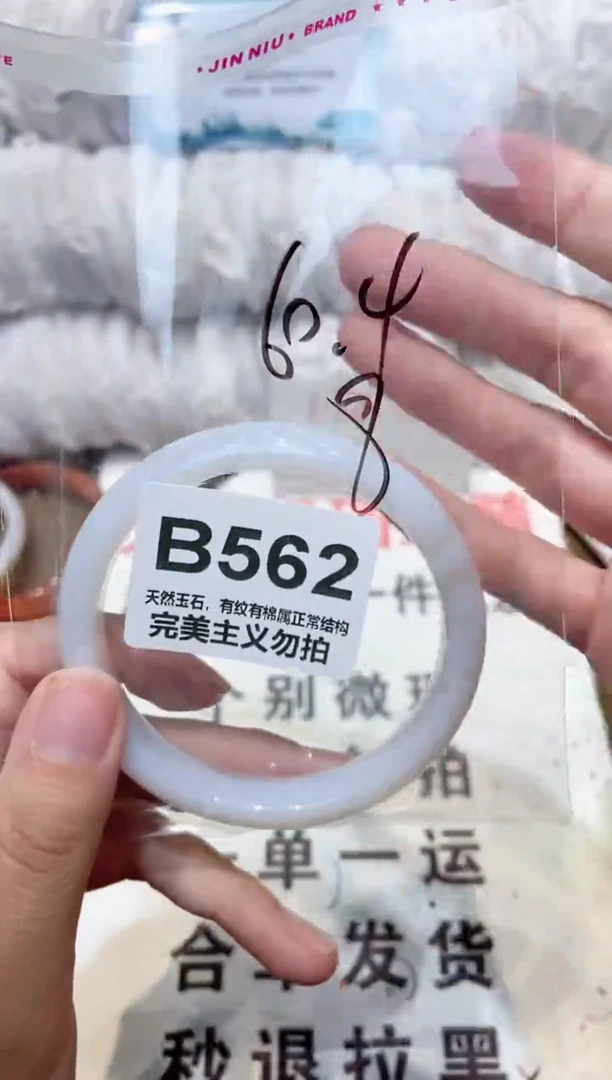 JIN NIU • BRAND
B562
天然玉石，有纹有棉属正常结构
完美主义勿拍
一件
个别微瑕
拍
单一运
合单发货
秒退拉黑